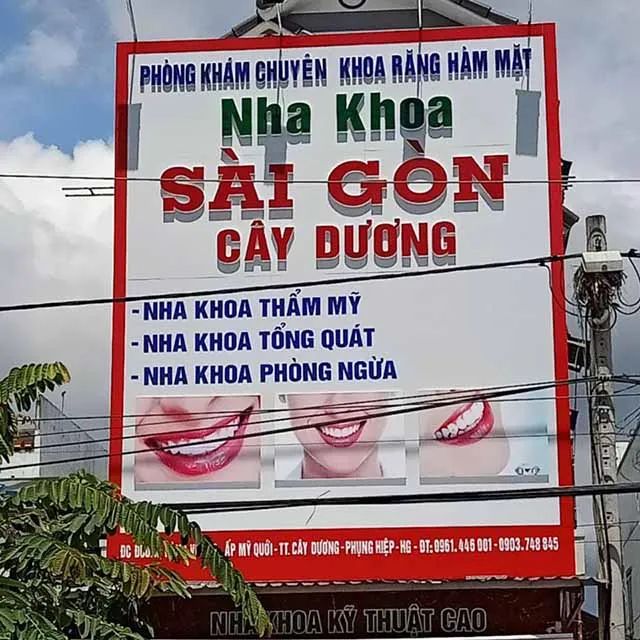 PHÒNG KHÁM CHUYÊN KHOA RĂNG HÀM MẶT
Nha Khoa
SÀI GÒN
CÂY DƯƠNG
- NHA KHOA THẨM MỸ
- NHA KHOA TỔNG QUÁT
- NHA KHOA PHÒNG NGỪA
ẤP MỸ QUỚI - TT. CÂY DƯƠNG - PHỤNG HIỆP - HG - ĐT: 0961. 446 001 - 0903. 748 845
NHA KHOA KỸ THUẬT CAO